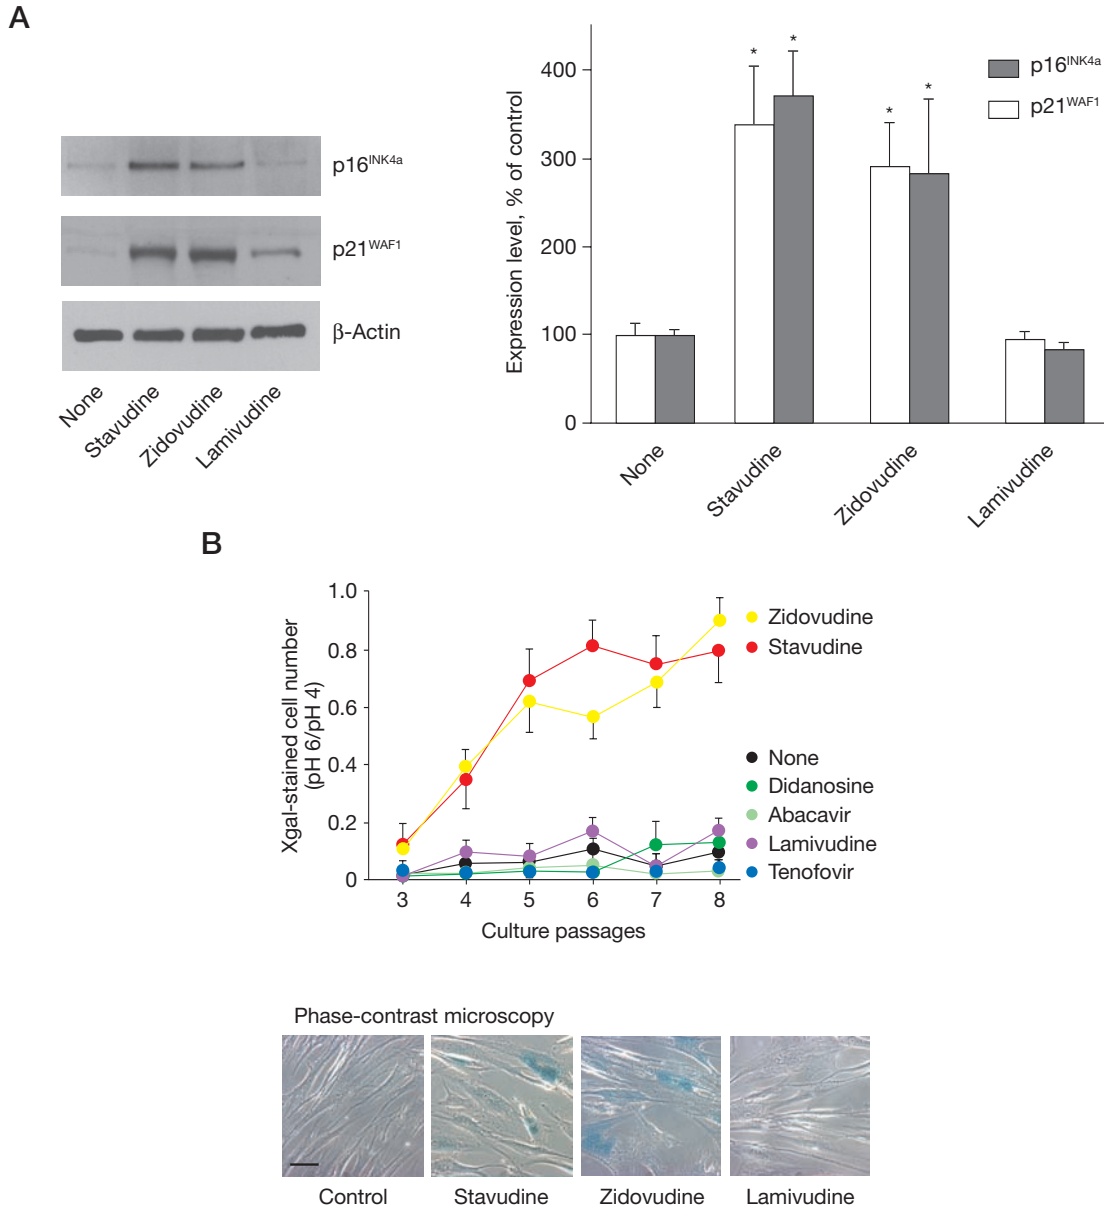 A
p16INK4a
p21WAF1
β-Actin
None
Stavudine
Zidovudine
Lamivudine
Expression level, % of control
400
300
200
100
0
*
*
*
*
p16INK4a
p21WAF1
None
Stavudine
Zidovudine
Lamivudine
B
Xgal-stained cell number
(pH 6/pH 4)
1.0
0.8
0.6
0.4
0.2
0
3 4 5 6 7 8
Culture passages
Zidovudine
Stavudine
None
Didanosine
Abacavir
Lamivudine
Tenofovir
Phase-contrast microscopy
Control Stavudine Zidovudine Lamivudine